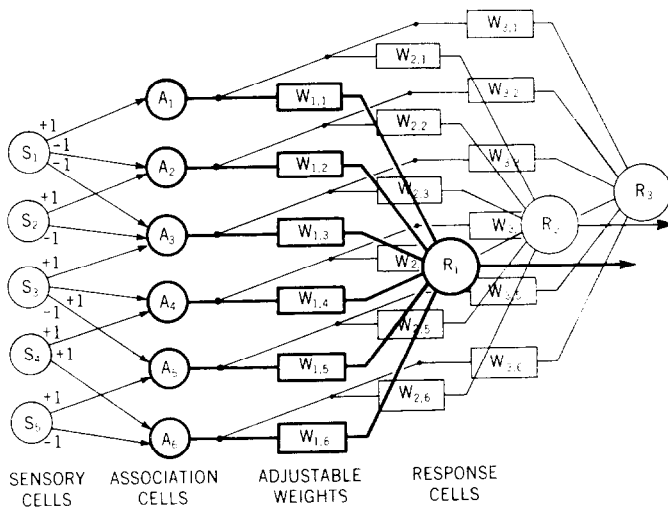 W₃,₁
W₂,₁
A₁
W₁,₁
W₃,₂
+1
W₂,₂
-1
S₁
-1
A₂
W₁,₂
W₃
+1
W₂,₃
R₃
S₂
-1
A₃
W₁,₃
W₃
R
+1
W₂
R₁
S₃
A₄
W₁,₄
+1
-1
+1
W₂,₅
S₄
+1
A₅
W₁,₅
W₃,₆
+1
W₂,₆
S₅
-1
A₆
W₁,₆
SENSORY CELLS
ASSOCIATION CELLS
ADJUSTABLE WEIGHTS
RESPONSE CELLS